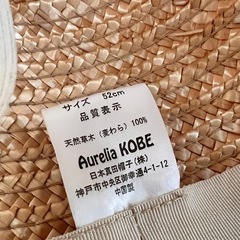 サイズ 52cm
品質表示
天然草木（麦わら）100%
Aurelia KOBE
日本真田帽子(株)
神戸市中央区御幸通4-1-12
中国製